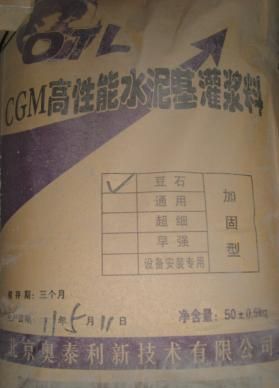 OTL
CGM高性能水泥基灌浆料
豆石
通用
超细
早强
设备安装专用
加固型
保存期：三个月
生产日期： 11年5月11日
净含量：50±0.5kg
北京奥泰利新技术有限公司